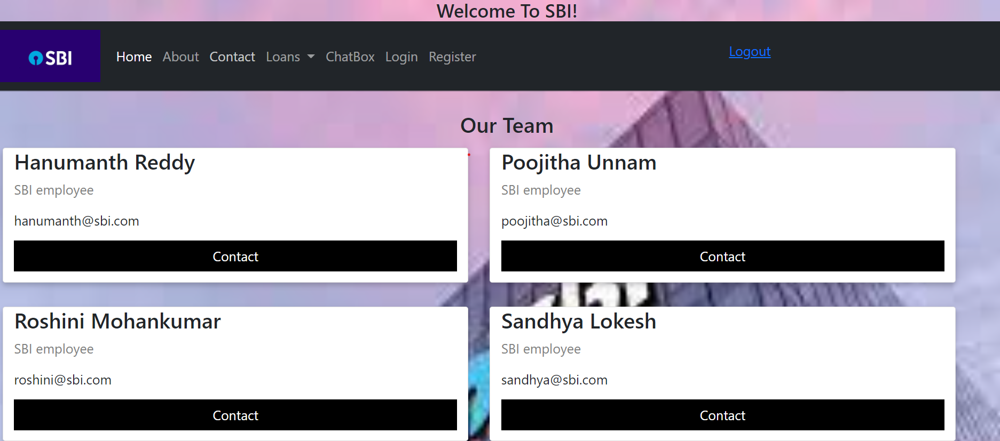 Welcome To SBI!
SBI
Home About Contact Loans ChatBox Login Register Logout
Our Team
Hanumanth Reddy
SBI employee
hanumanth@sbi.com
Contact
Poojitha Unnam
SBI employee
poojitha@sbi.com
Contact
Roshini Mohankumar
SBI employee
roshini@sbi.com
Contact
Sandhya Lokesh
SBI employee
sandhya@sbi.com
Contact